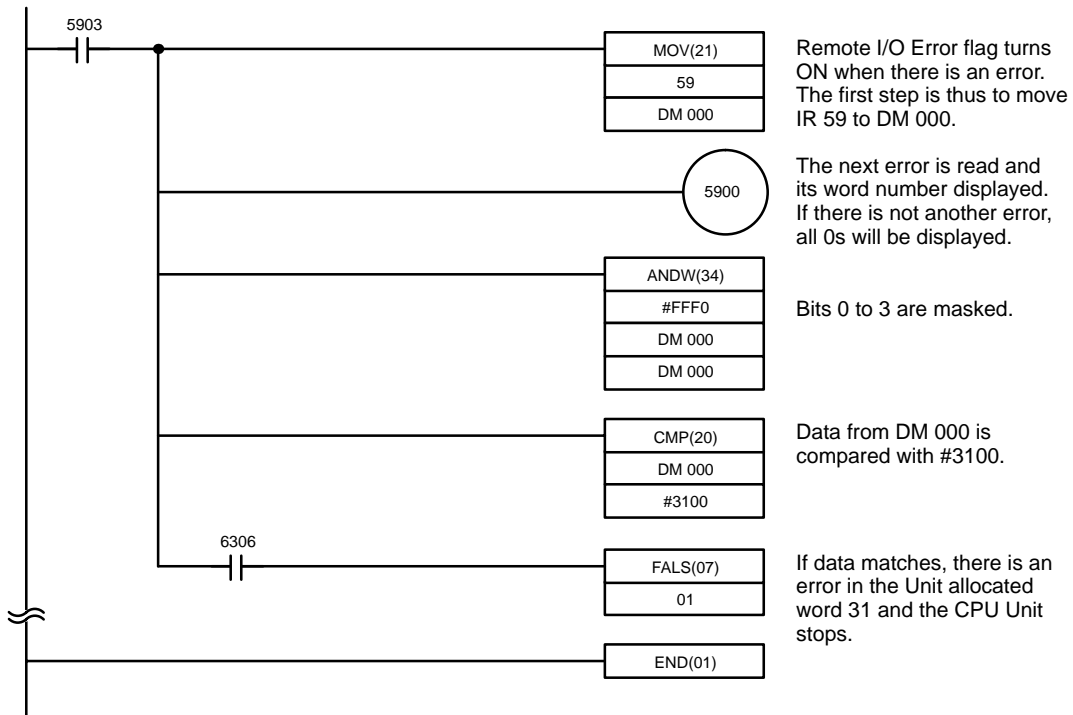 5903
MOV(21)
59
DM 000
Remote I/O Error flag turns
ON when there is an error.
The first step is thus to move
IR 59 to DM 000.
5900
The next error is read and
its word number displayed.
If there is not another error,
all 0s will be displayed.
ANDW(34)
#FFF0
DM 000
DM 000
Bits 0 to 3 are masked.
CMP(20)
DM 000
#3100
Data from DM 000 is
compared with #3100.
6306
FALS(07)
01
If data matches, there is an
error in the Unit allocated
word 31 and the CPU Unit
stops.
END(01)